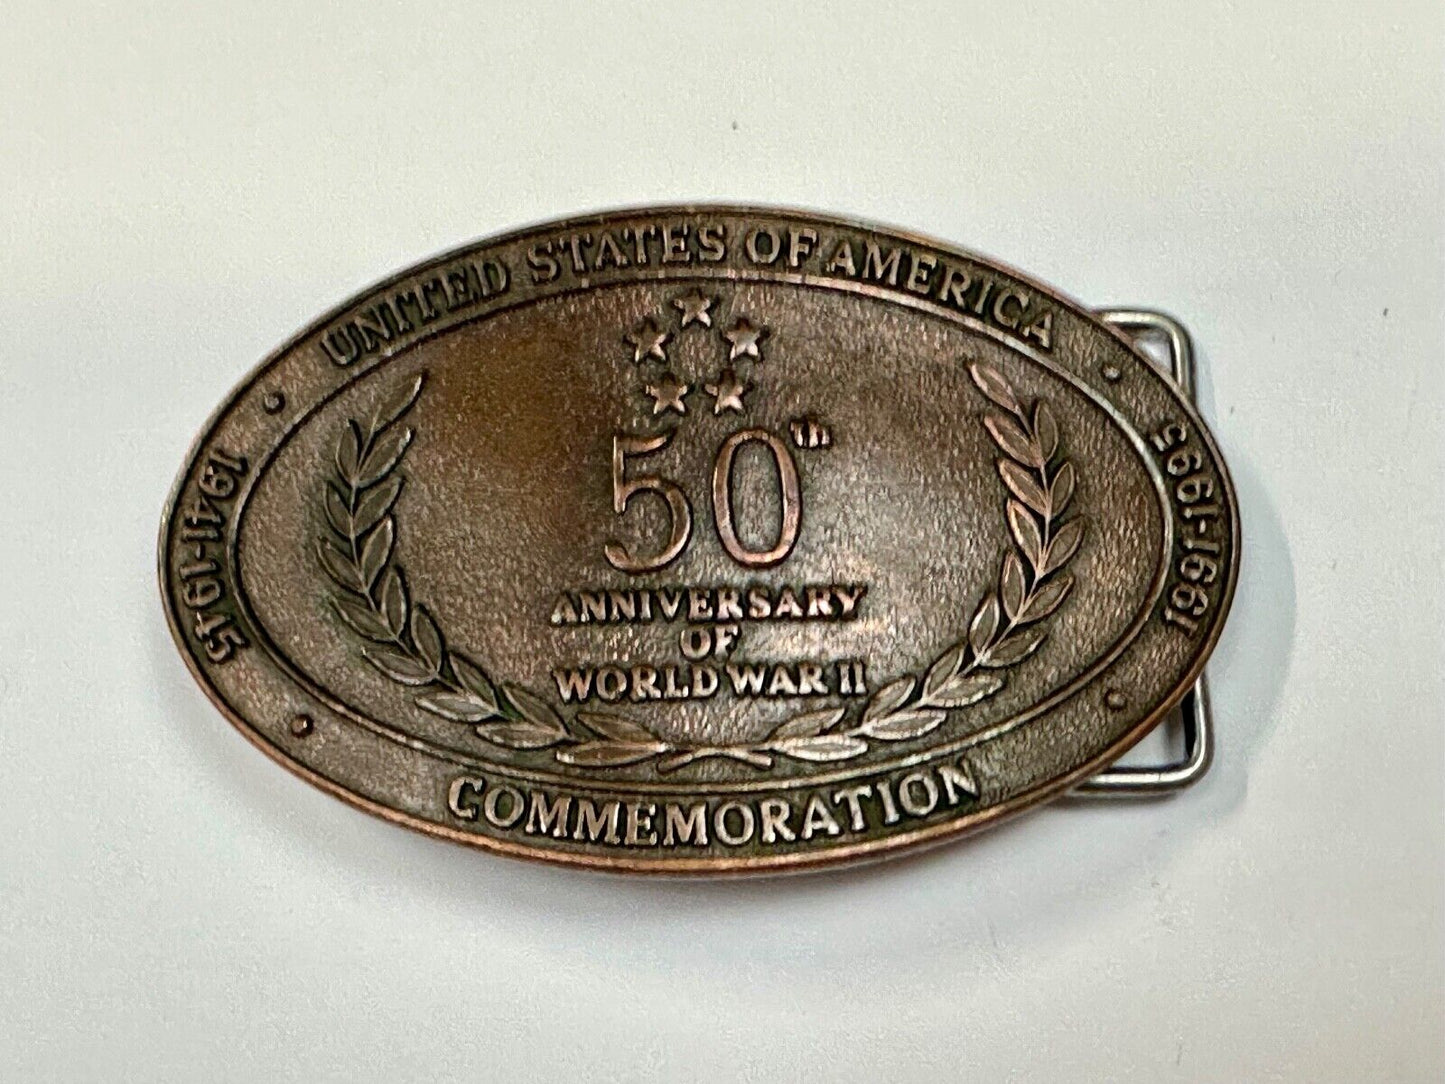 UNITED STATES OF AMERICA
1941-1945
50th
ANNIVERSARY
OF
WORLD WAR II
1991-1995
COMMEMORATION